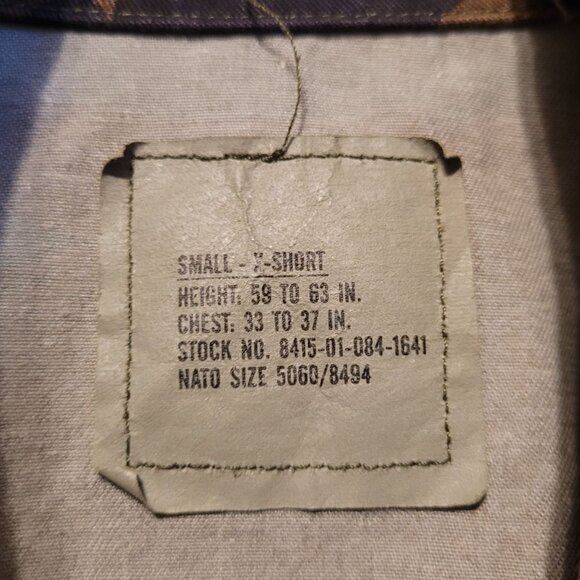 SMALL - X-SHORT
HEIGHT: 59 TO 63 IN.
CHEST: 33 TO 37 IN.
STOCK NO. 8415-01-084-1641
NATO SIZE 5060/8494